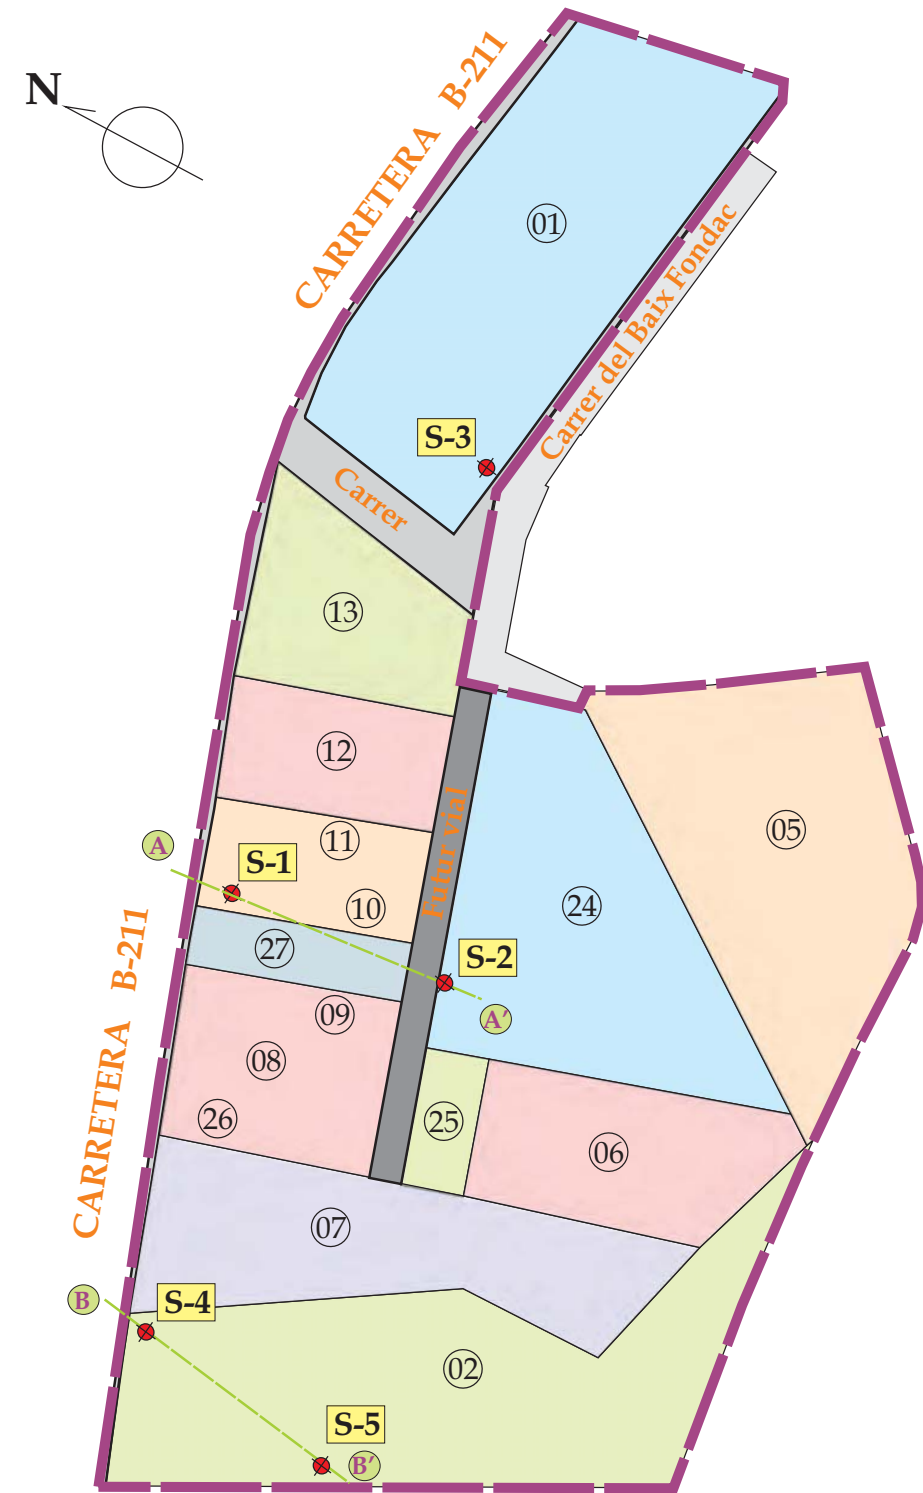 N
CARRETERA B-211
01
Carrer del Baix Fondac
S-3
Carrer
13
12
11
A
S-1
10
Futur vial
24
05
27
S-2
A'
09
08
26
25
06
CARRETERA B-211
07
B
S-4
02
S-5
B'